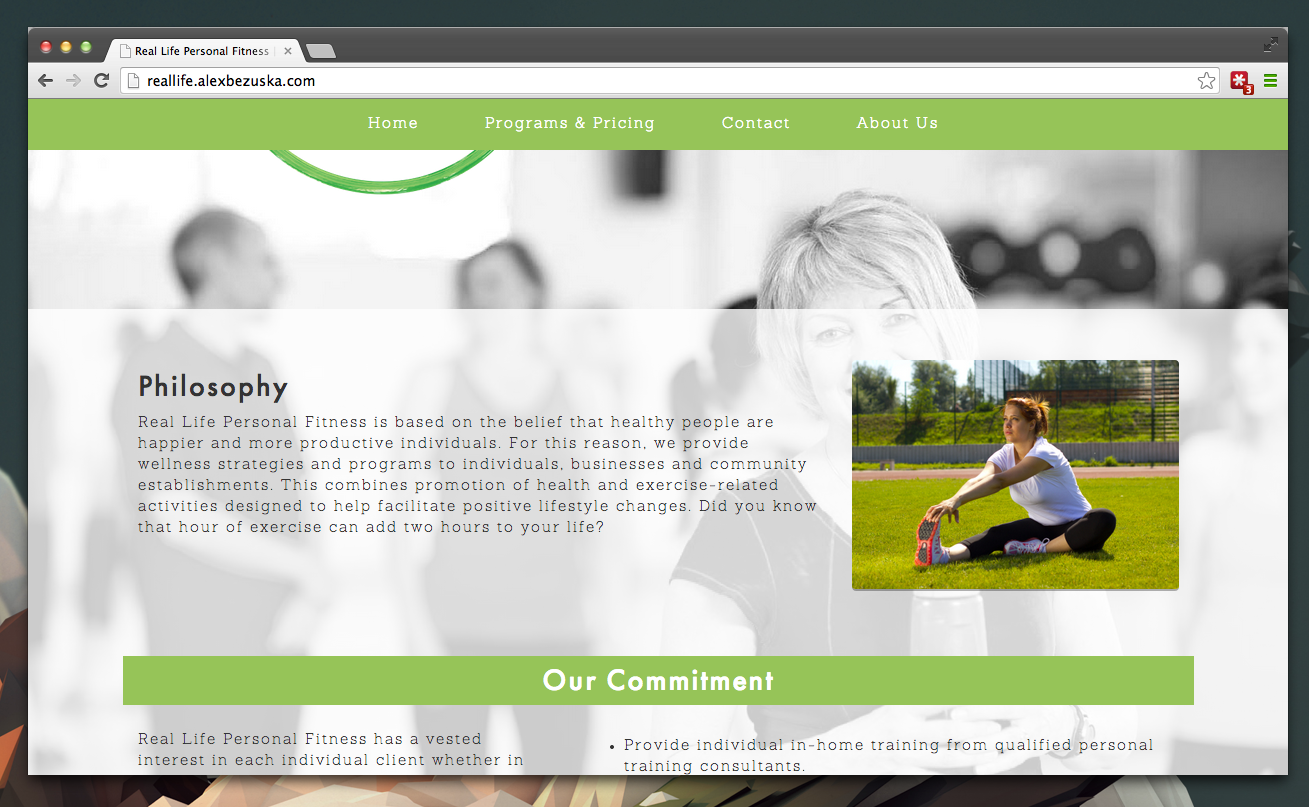 Real Life Personal Fitness
reallife.alexbezuska.com
3
Home Programs & Pricing Contact About Us
Philosophy
Real Life Personal Fitness is based on the belief that healthy people are
happier and more productive individuals. For this reason, we provide
wellness strategies and programs to individuals, businesses and community
establishments. This combines promotion of health and exercise-related
activities designed to help facilitate positive lifestyle changes. Did you know
that hour of exercise can add two hours to your life?
Our Commitment
Real Life Personal Fitness has a vested
interest in each individual client whether in
• Provide individual in-home training from qualified personal
training consultants.